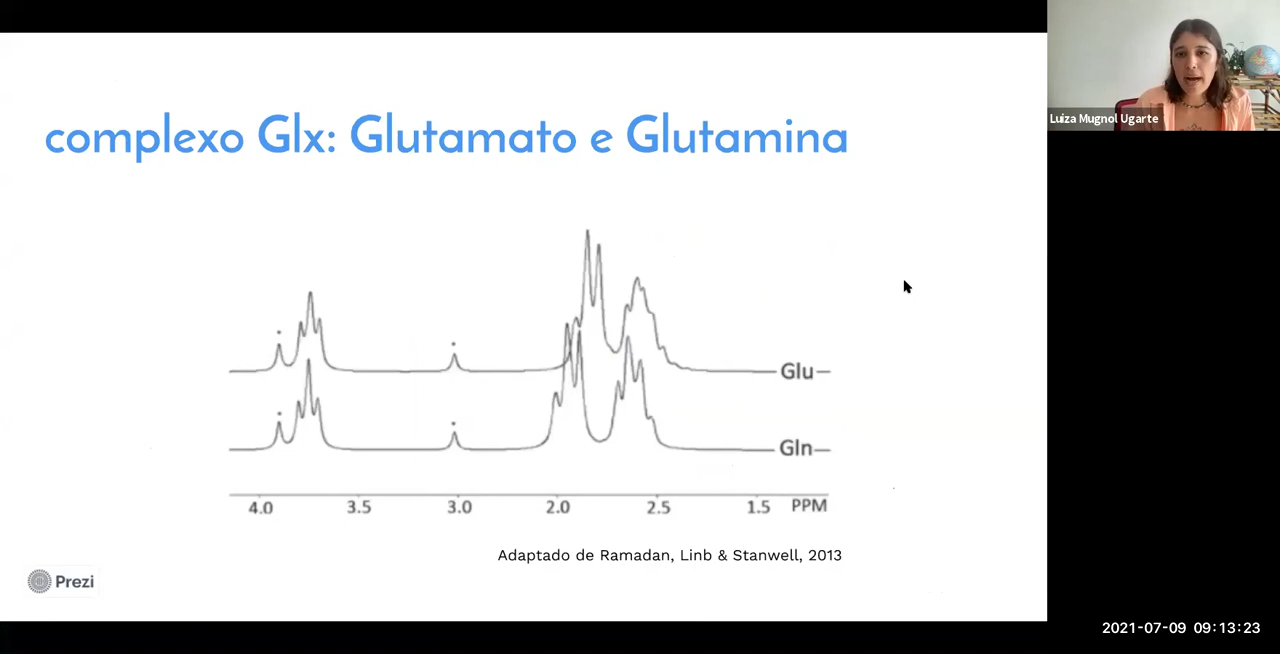 complexo Glx: Glutamato e Glutamina
Luiza Mugnol Ugarte
Glu
Gln
4.0 3.5 3.0 2.0 2.5 1.5 PPM
Adaptado de Ramadan, Linb & Stanwell, 2013
Prezi
2021-07-09 09:13:23